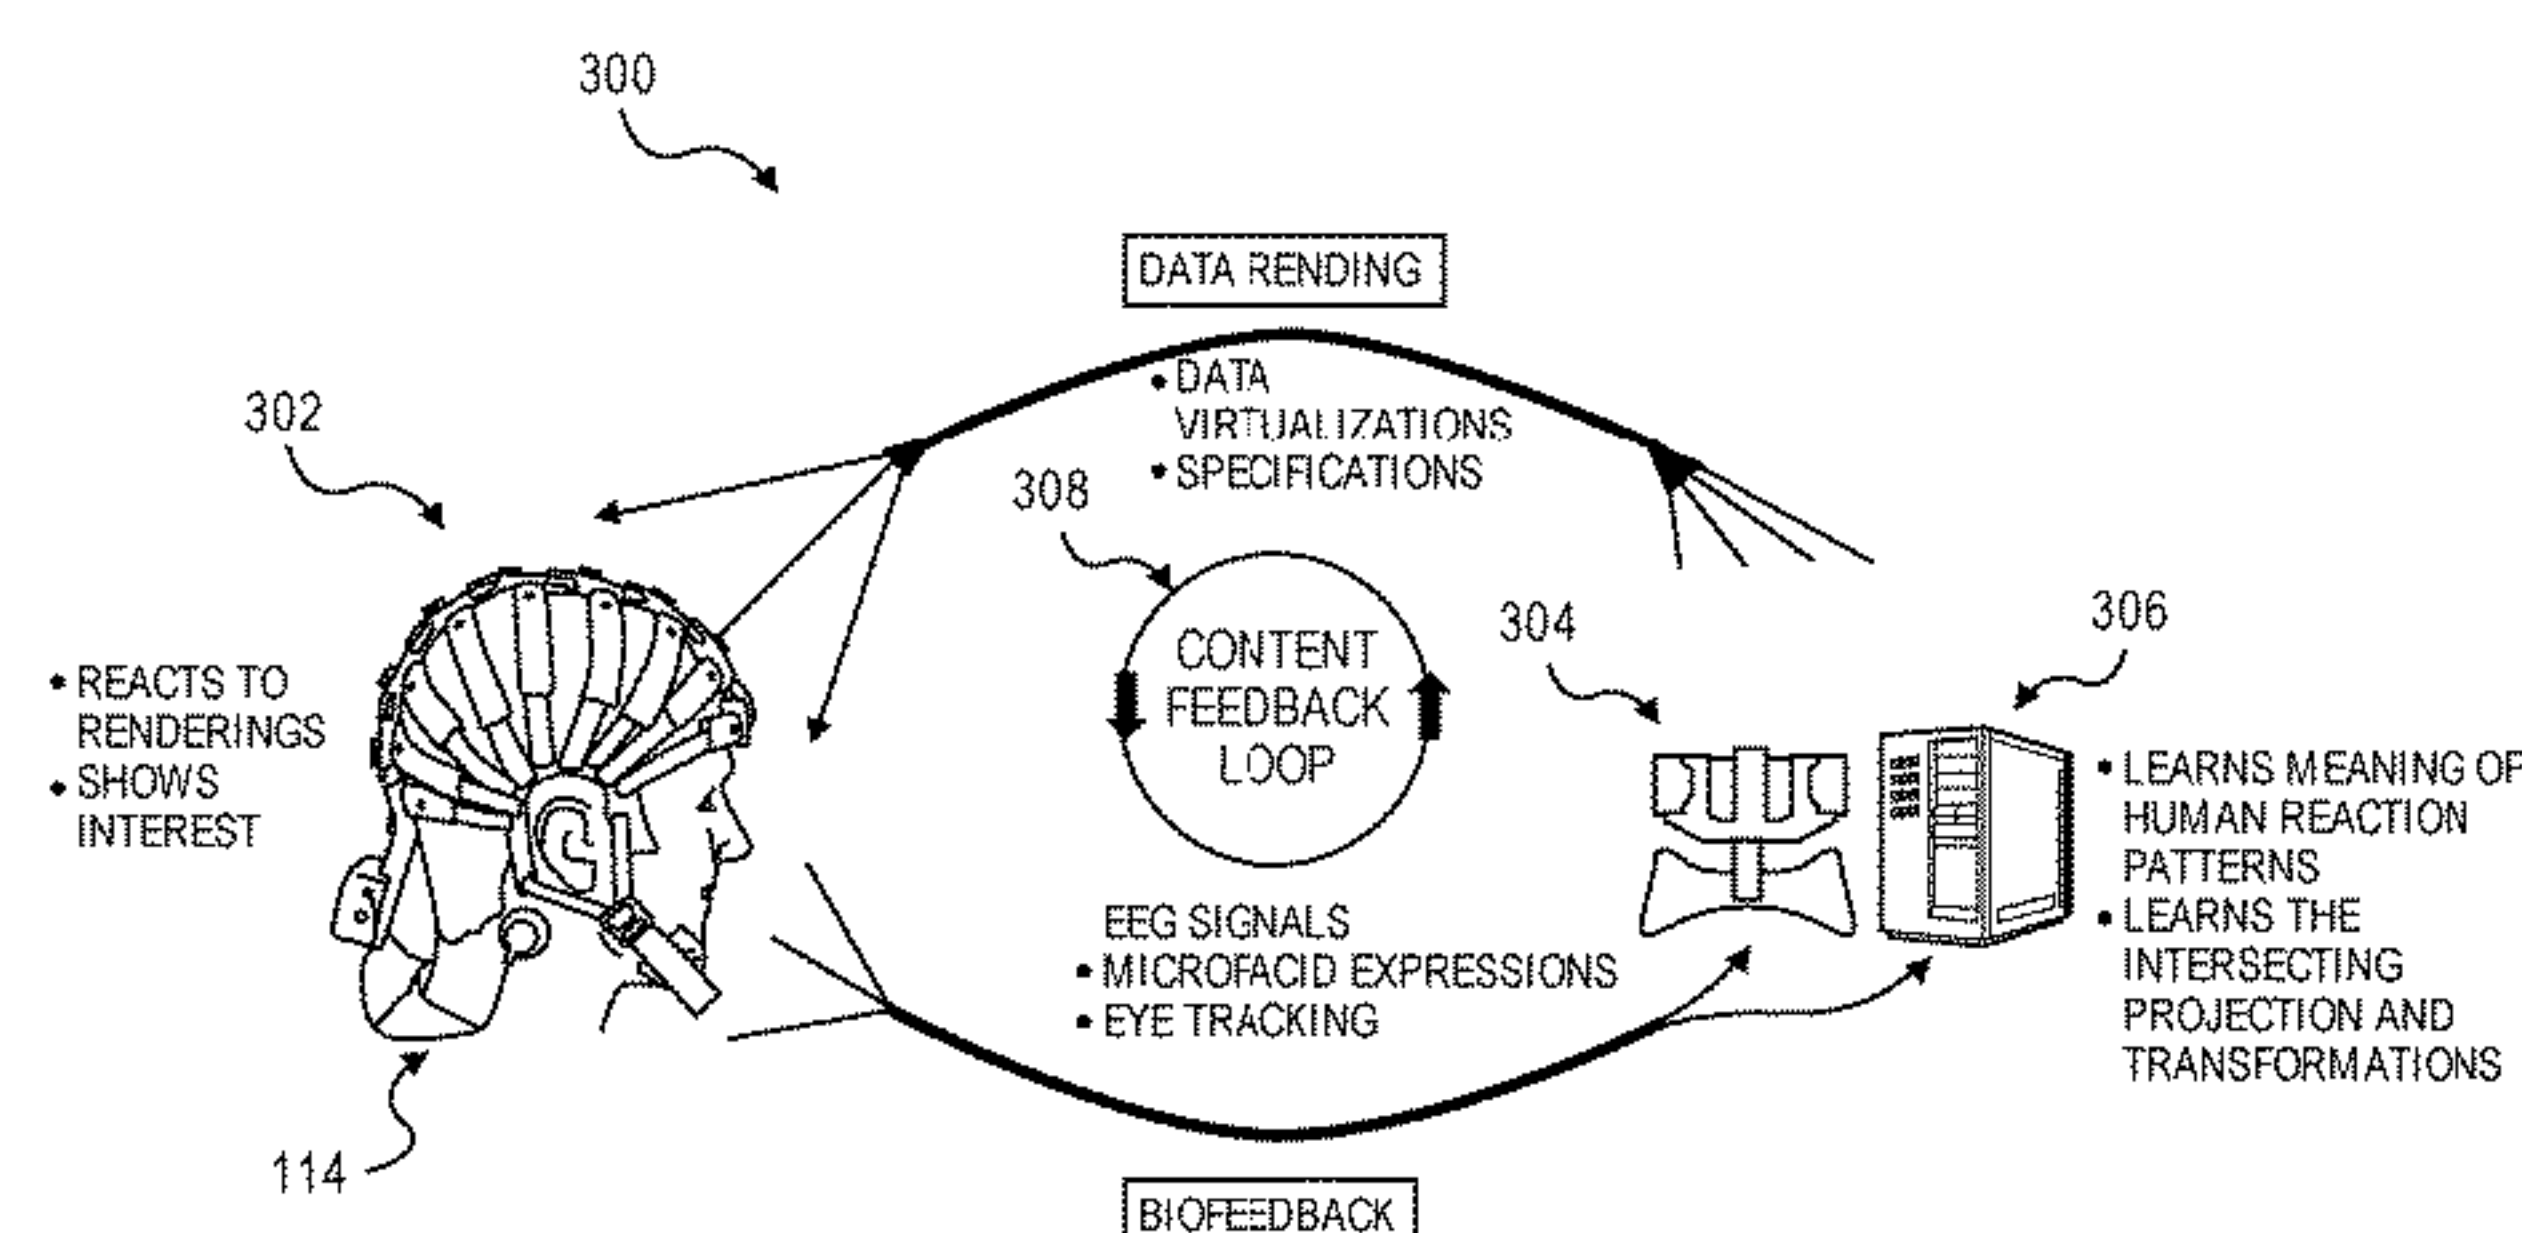 300
DATA RENDING
302
• DATA
VIRTUALIZATIONS
• SPECIFICATIONS
308
CONTENT
FEEDBACK
LOOP
304
306
• REACTS TO
RENDERINGS
• SHOWS
INTEREST
• LEARNS MEANING OF
HUMAN REACTION
PATTERNS
• LEARNS THE
INTERSECTING
PROJECTION AND
TRANSFORMATIONS
EEG SIGNALS
• MICROFACID EXPRESSIONS
• EYE TRACKING
114
BIOFEEDBACK